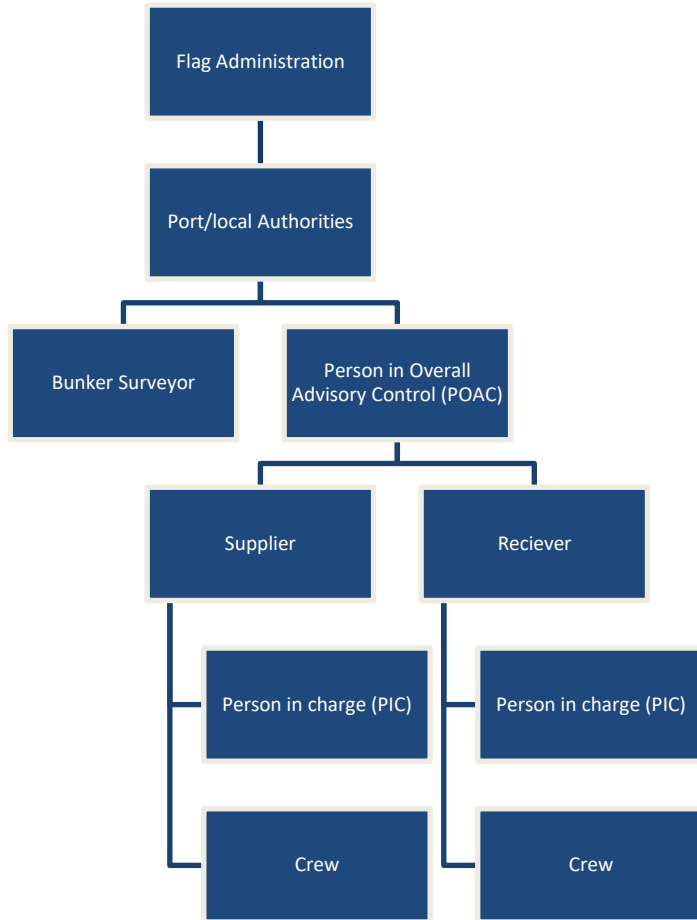 Flag Administration
Port/local Authorities
Bunker Surveyor
Person in Overall
Advisory Control (POAC)
Supplier
Reciever
Person in charge (PIC)
Person in charge (PIC)
Crew
Crew